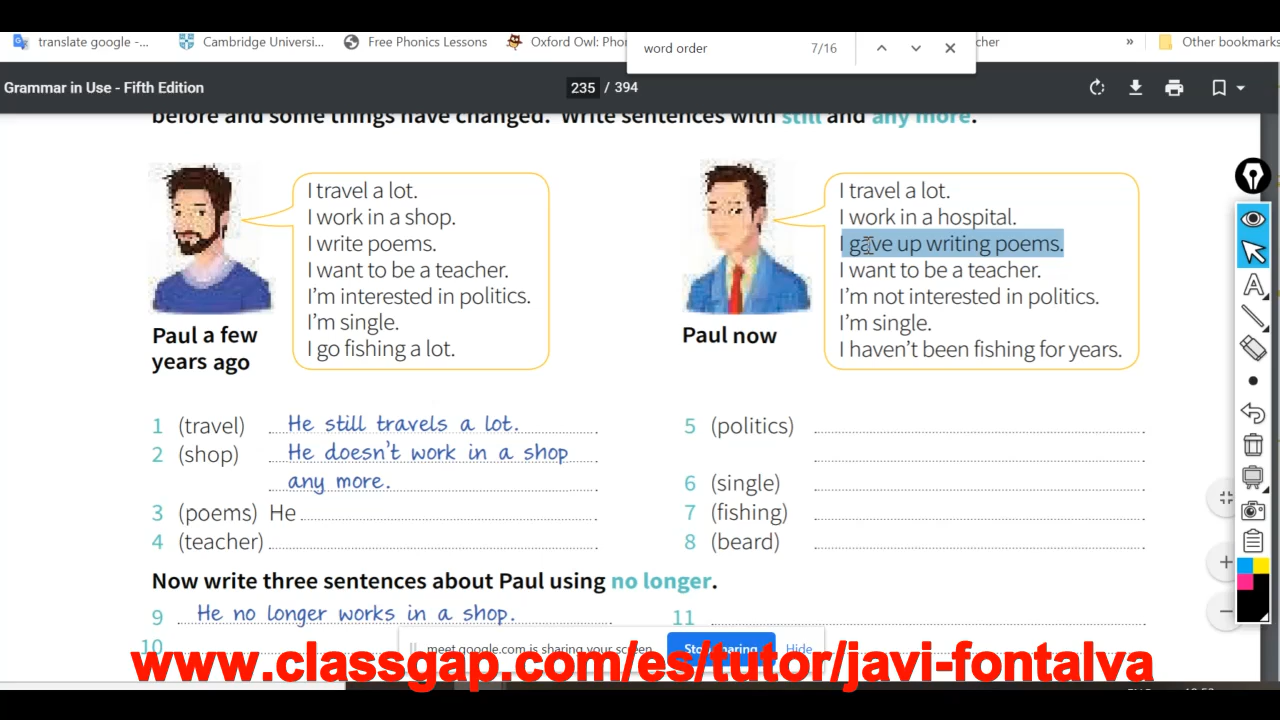 translate google -...
Cambridge Universi...
Free Phonics Lessons
Oxford Owl: Phon
word order
7/16
cher
»
Other bookmarks
Grammar in Use - Fifth Edition
235 / 394
before and some things have changed. Write sentences with still and any more.
I travel a lot.
I work in a shop.
I write poems.
I want to be a teacher.
I'm interested in politics.
I'm single.
I go fishing a lot.
Paul a few
years ago
I travel a lot.
I work in a hospital.
I gave up writing poems.
I want to be a teacher.
I'm not interested in politics.
I'm single.
I haven't been fishing for years.
Paul now
1 (travel) He still travels a lot.
2 (shop) He doesn't work in a shop
any more.
3 (poems) He
4 (teacher)
5 (politics)
6 (single)
7 (fishing)
8 (beard)
Now write three sentences about Paul using no longer.
9 He no longer works in a shop.
10
11
meet.google.com is sharing your screen.
Stop sharing
Hide
www.classgap.com/es/tutor/javi-fontalva